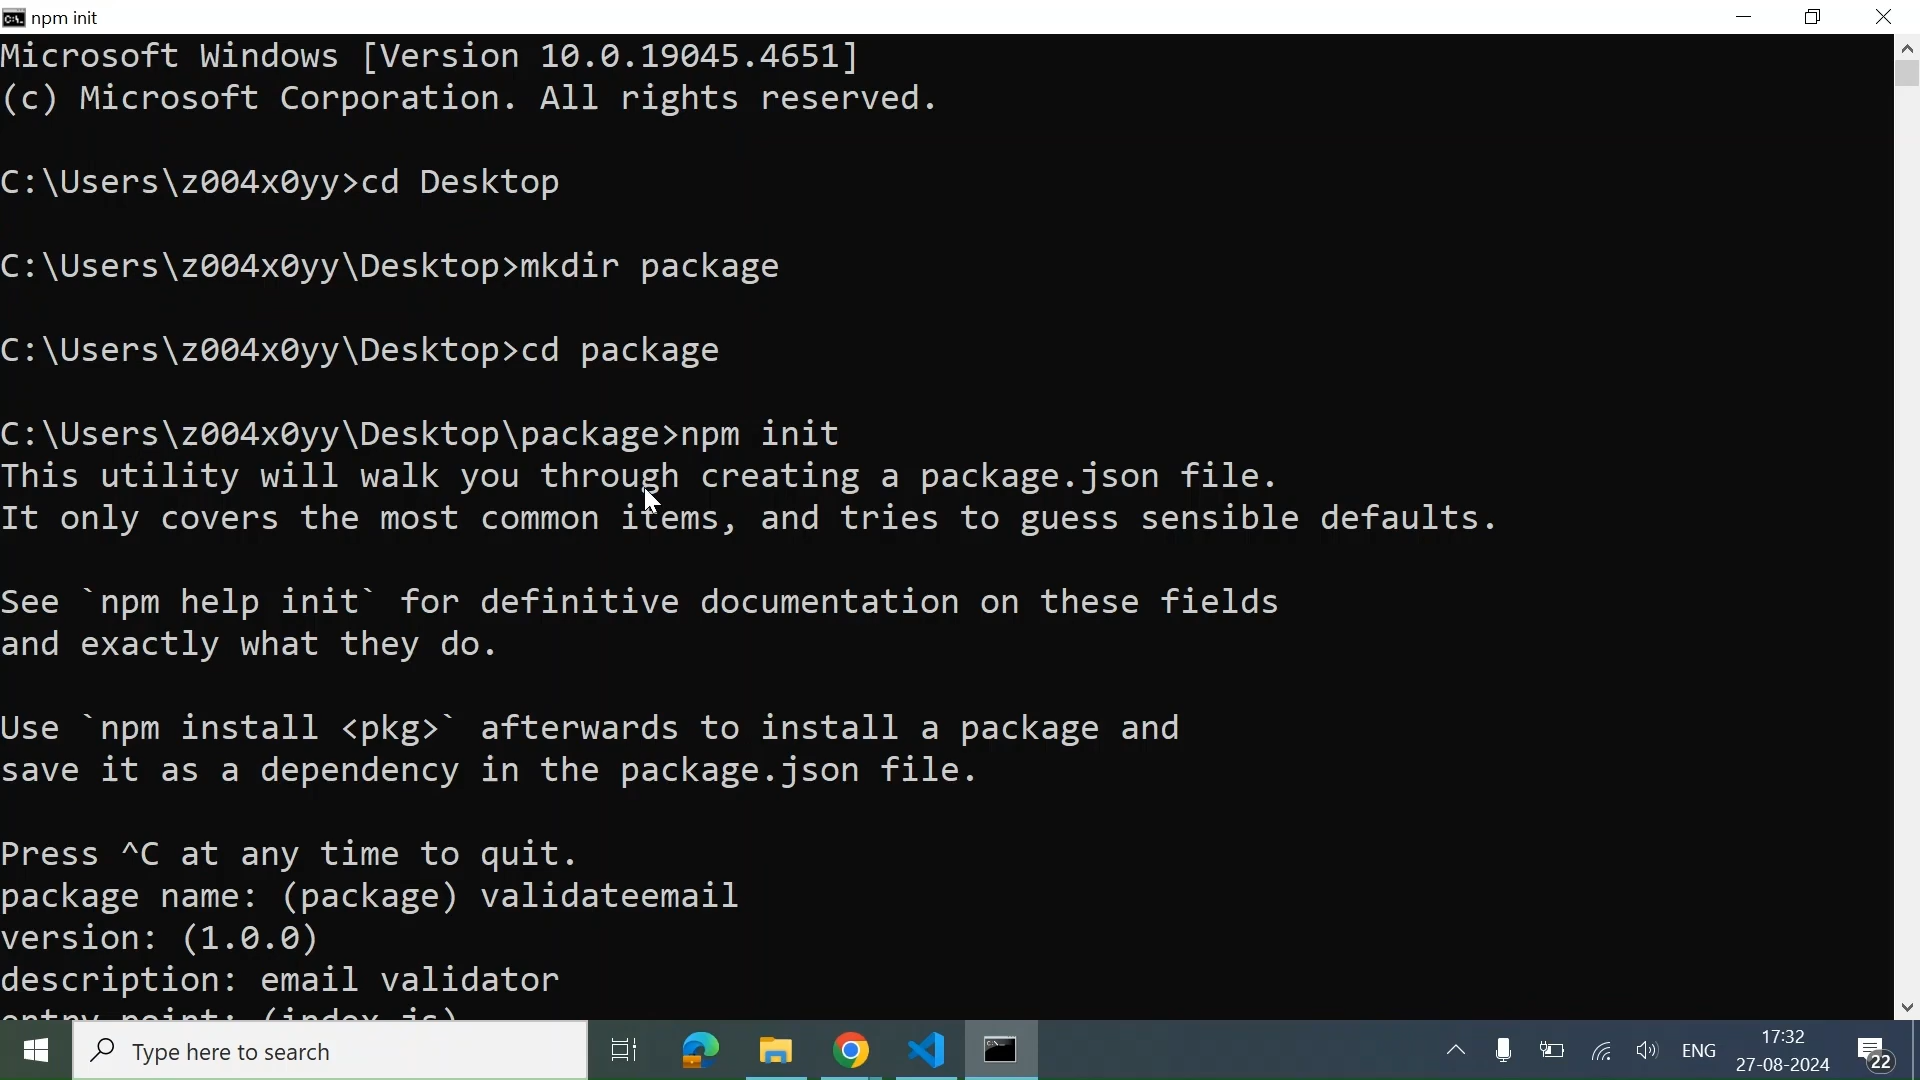 npm init
Microsoft Windows [Version 10.0.19045.4651]
(c) Microsoft Corporation. All rights reserved.
C:\Users\z004x0yy>cd Desktop
C:\Users\z004x0yy\Desktop>mkdir package
C:\Users\z004x0yy\Desktop>cd package
C:\Users\z004x0yy\Desktop\package>npm init
This utility will walk you through creating a package.json file.
It only covers the most common items, and tries to guess sensible defaults.
See `npm help init` for definitive documentation on these fields
and exactly what they do.
Use `npm install <pkg>` afterwards to install a package and
save it as a dependency in the package.json file.
Press ^C at any time to quit.
package name: (package) validateemail
version: (1.0.0)
description: email validator
entry point: (index.js)
Type here to search
ENG
17:32
27-08-2024
22